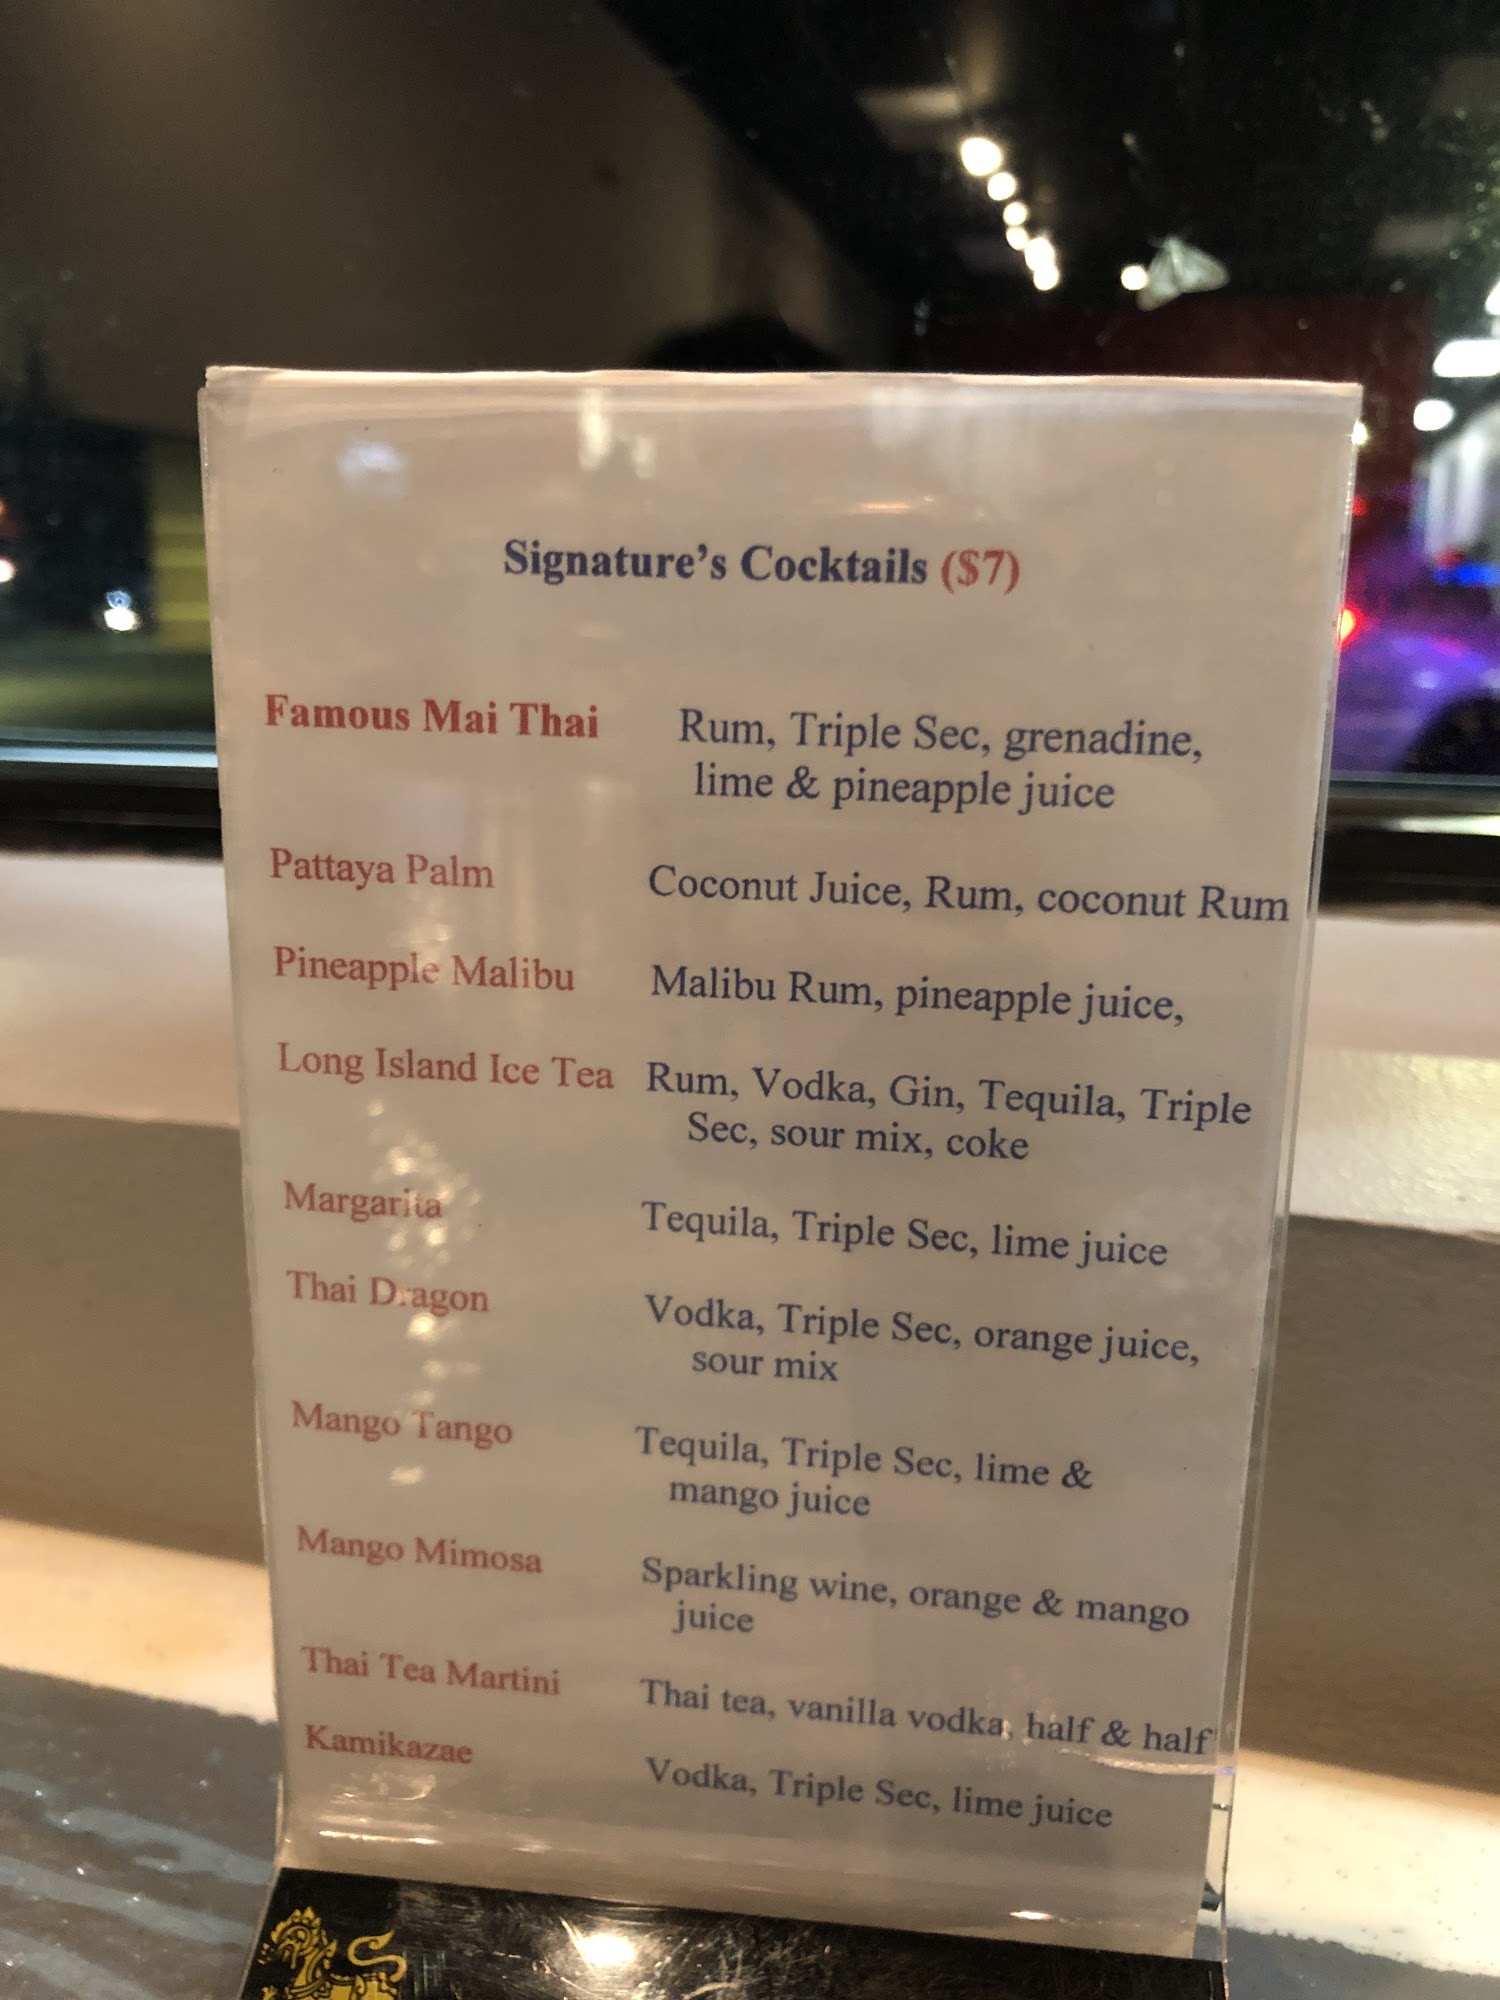 Signature's Cocktails ($7)
Famous Mai Thai Rum, Triple Sec, grenadine,
lime & pineapple juice
Pattaya Palm Coconut Juice, Rum, coconut Rum
Pineapple Malibu Malibu Rum, pineapple juice,
Long Island Ice Tea Rum, Vodka, Gin, Tequila, Triple
Sec, sour mix, coke
Margarita Tequila, Triple Sec, lime juice
Thai Dragon Vodka, Triple Sec, orange juice,
sour mix
Mango Tango Tequila, Triple Sec, lime &
mango juice
Mango Mimosa Sparkling wine, orange & mango
juice
Thai Tea Martini Thai tea, vanilla vodka, half & half
Kamikazae Vodka, Triple Sec, lime juice